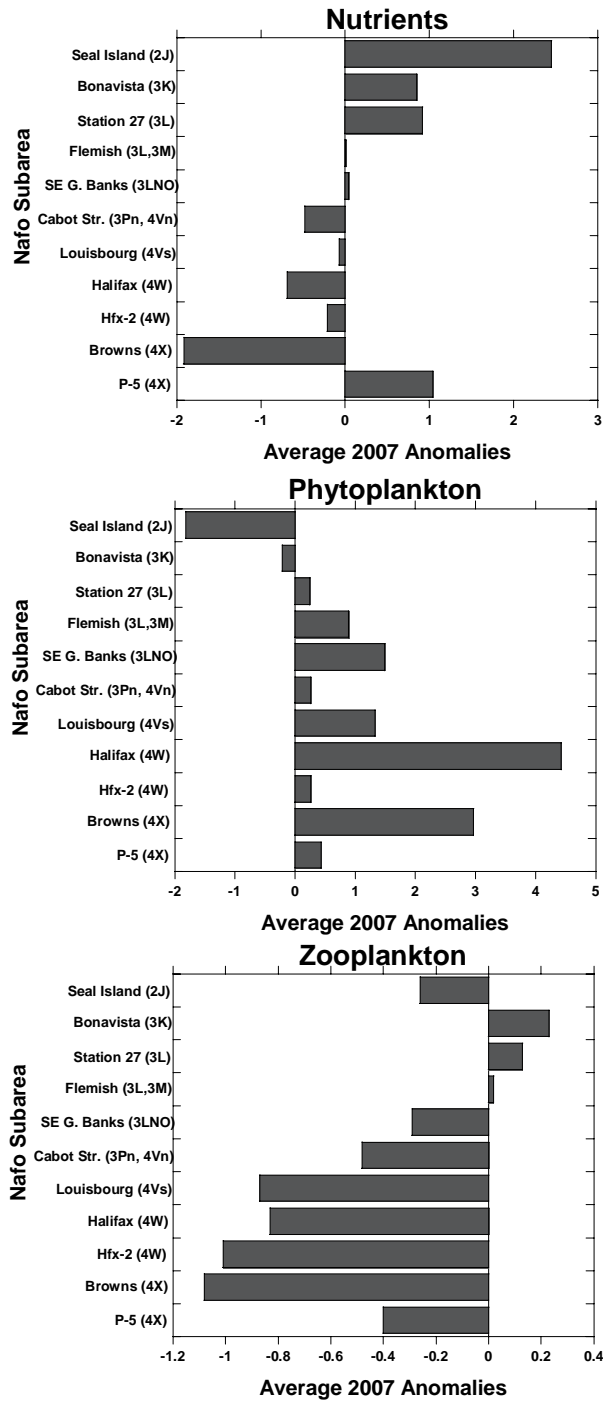 Nutrients
Nafo Subarea
Seal Island (2J)
Bonavista (3K)
Station 27 (3L)
Flemish (3L,3M)
SE G. Banks (3LNO)
Cabot Str. (3Pn, 4Vn)
Louisbourg (4Vs)
Halifax (4W)
Hfx-2 (4W)
Browns (4X)
P-5 (4X)
-2 -1 0 1 2 3
Average 2007 Anomalies
Phytoplankton
Nafo Subarea
Seal Island (2J)
Bonavista (3K)
Station 27 (3L)
Flemish (3L,3M)
SE G. Banks (3LNO)
Cabot Str. (3Pn, 4Vn)
Louisbourg (4Vs)
Halifax (4W)
Hfx-2 (4W)
Browns (4X)
P-5 (4X)
-2 -1 0 1 2 3 4 5
Average 2007 Anomalies
Zooplankton
Nafo Subarea
Seal Island (2J)
Bonavista (3K)
Station 27 (3L)
Flemish (3L,3M)
SE G. Banks (3LNO)
Cabot Str. (3Pn, 4Vn)
Louisbourg (4Vs)
Halifax (4W)
Hfx-2 (4W)
Browns (4X)
P-5 (4X)
-1.2 -1 -0.8 -0.6 -0.4 -0.2 0 0.2 0.4
Average 2007 Anomalies